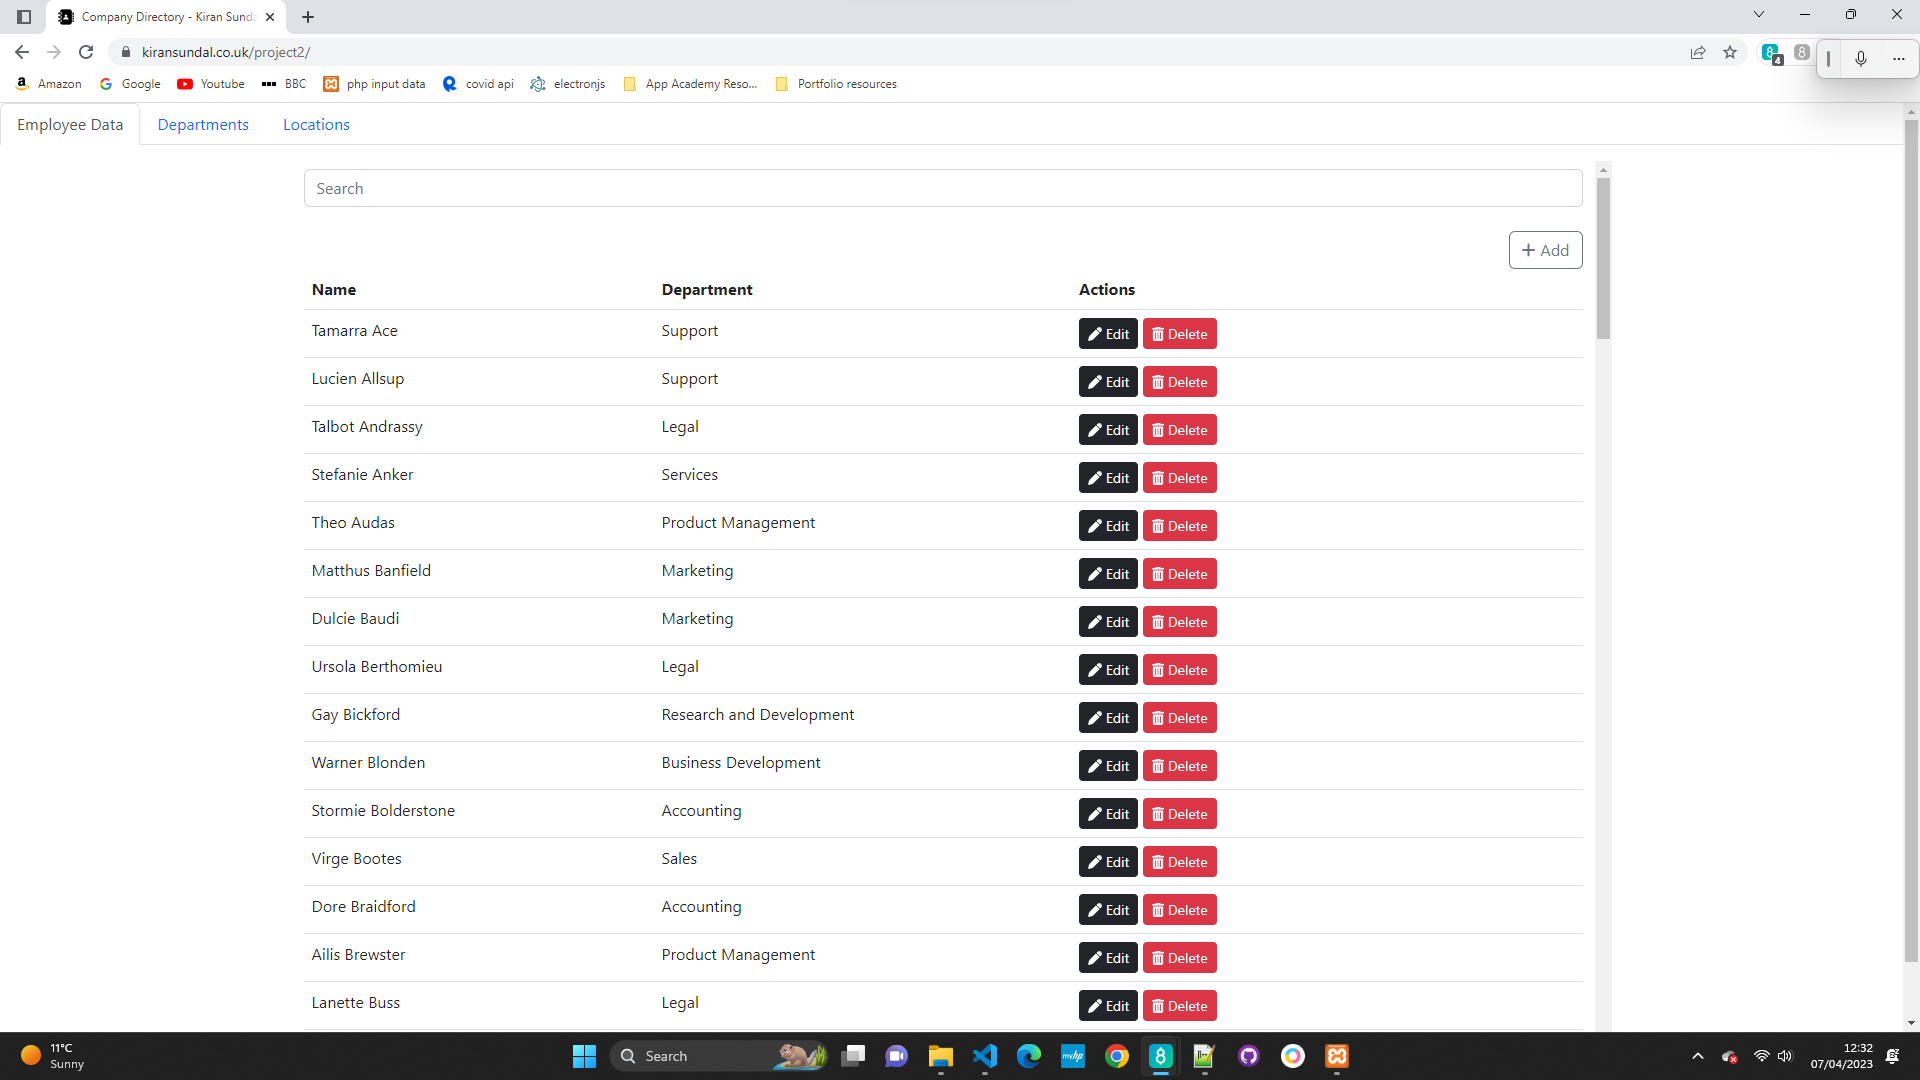 Company Directory - Kiran Sund
kiransundal.co.uk/project2/
4
Amazon
Google
Youtube
BBC
php input data
covid api
electronjs
App Academy Reso...
Portfolio resources
Employee Data Departments Locations
Search
Add
Name Department Actions
Tamarra Ace Support Edit Delete
Lucien Allsup Support Edit Delete
Talbot Andrassy Legal Edit Delete
Stefanie Anker Services Edit Delete
Theo Audas Product Management Edit Delete
Matthus Banfield Marketing Edit Delete
Dulcie Baudi Marketing Edit Delete
Ursola Berthomieu Legal Edit Delete
Gay Bickford Research and Development Edit Delete
Warner Blonden Business Development Edit Delete
Stormie Bolderstone Accounting Edit Delete
Virge Bootes Sales Edit Delete
Dore Braidford Accounting Edit Delete
Ailis Brewster Product Management Edit Delete
Lanette Buss Legal Edit Delete
11°C
Sunny
Search
myhp
12:32
07/04/2023